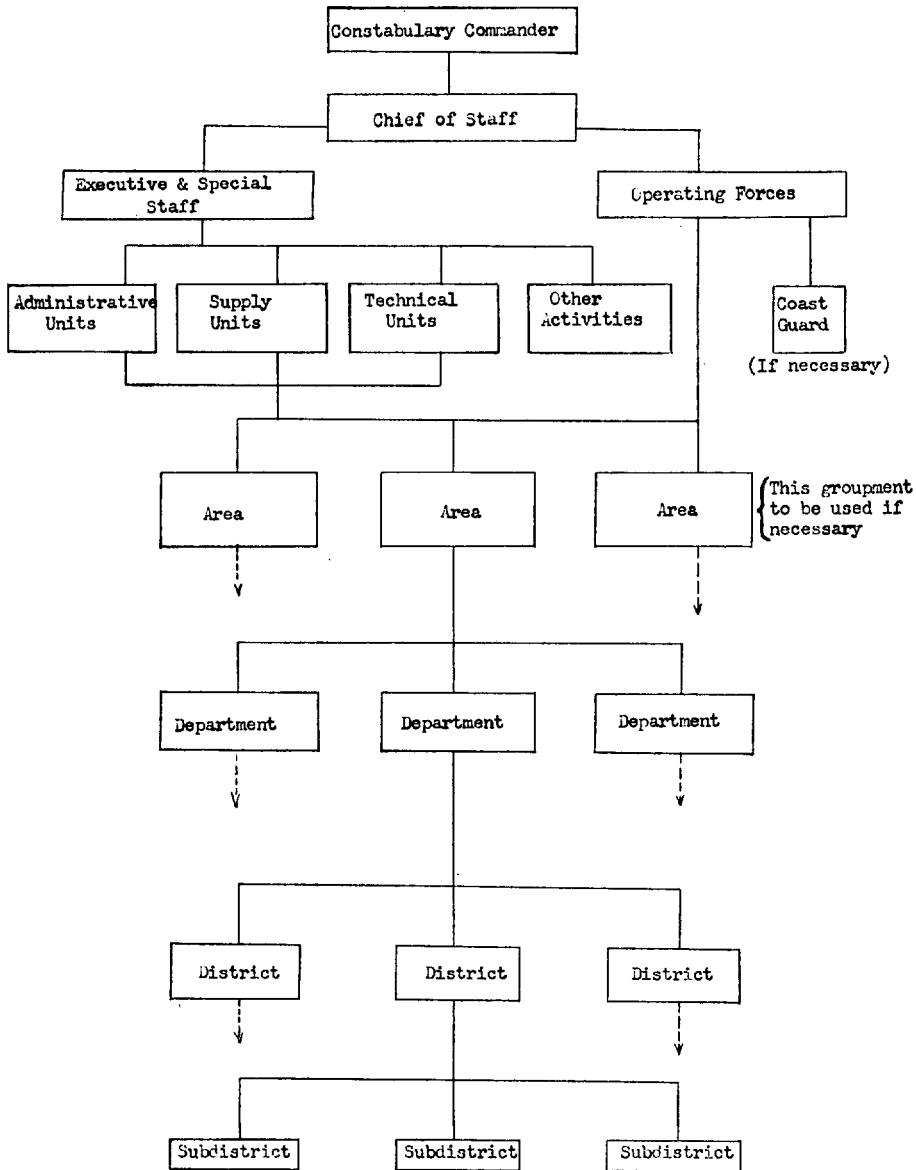 Constabulary Commander
Chief of Staff
Executive & Special
Staff
Operating Forces
Administrative
Units
Supply
Units
Technical
Units
Other
Activities
Coast
Guard
(If necessary)
Area
Area
Area
This groupment
to be used if
necessary
Department
Department
Department
District
District
District
Subdistrict
Subdistrict
Subdistrict